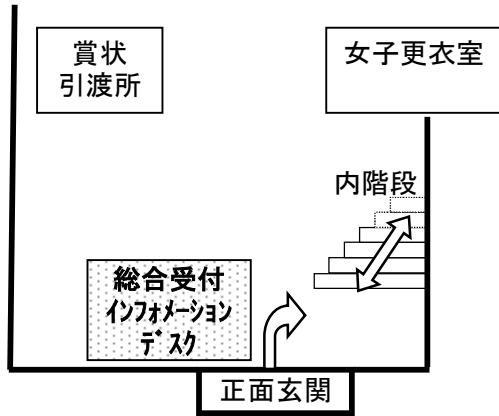 賞状
引渡所
女子更衣室
内階段
総合受付
ｲﾝﾌｫﾒｰｼｮﾝ
ﾃﾞｽｸ
正面玄関